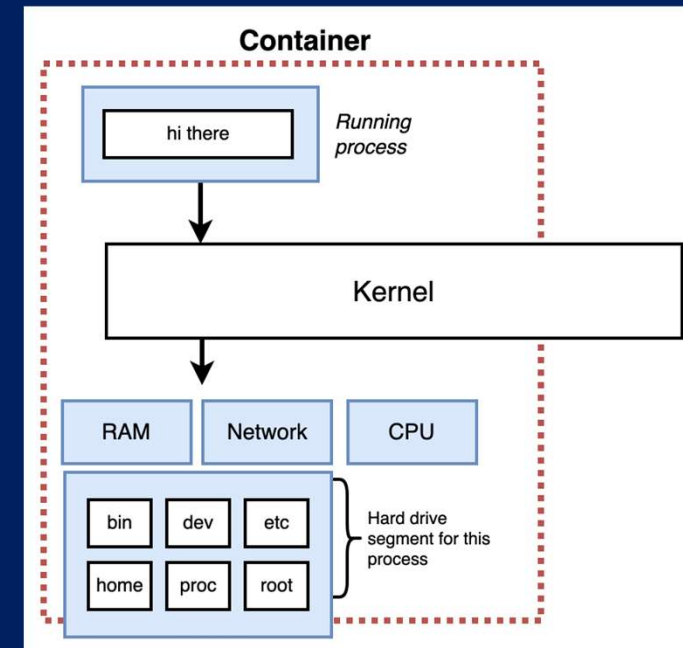 Container
hi there
Running
process
Kernel
RAM
Network
CPU
bin
dev
etc
Hard drive
segment for this
process
home
proc
root